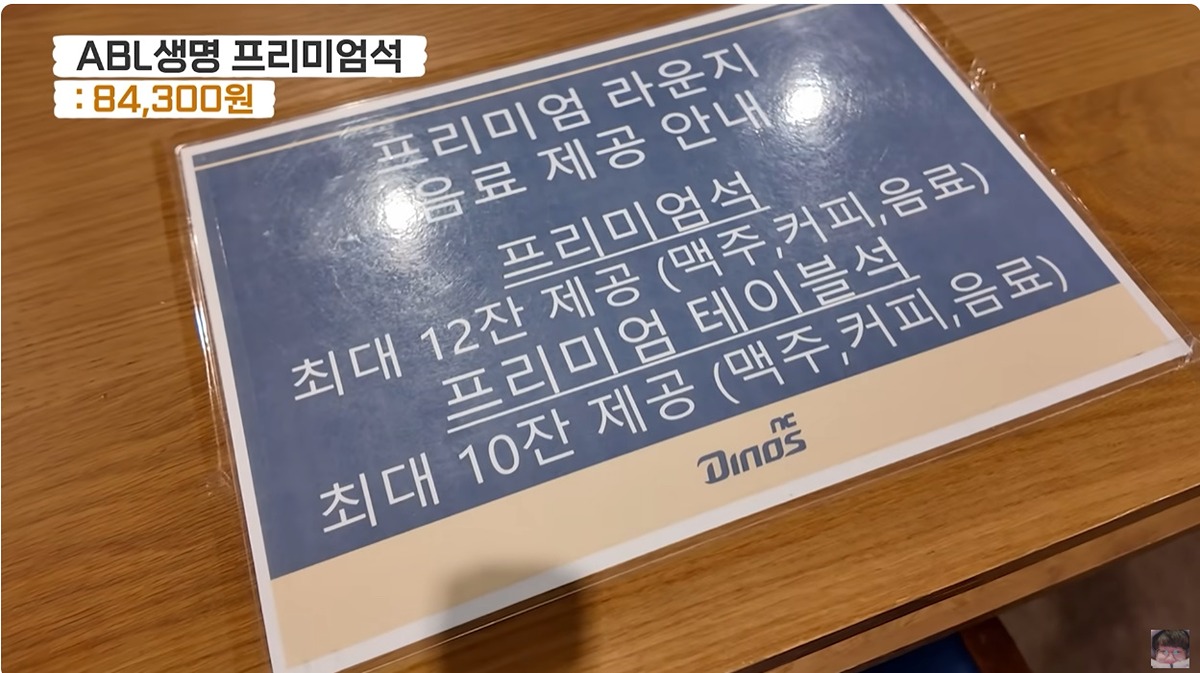 ABL생명 프리미엄석
: 84,300원
프리미엄 라운지
음료 제공 안내
프리미엄석
최대 12잔 제공 (맥주,커피,음료)
프리미엄 테이블석
최대 10잔 제공 (맥주,커피,음료)
NC
DINOS